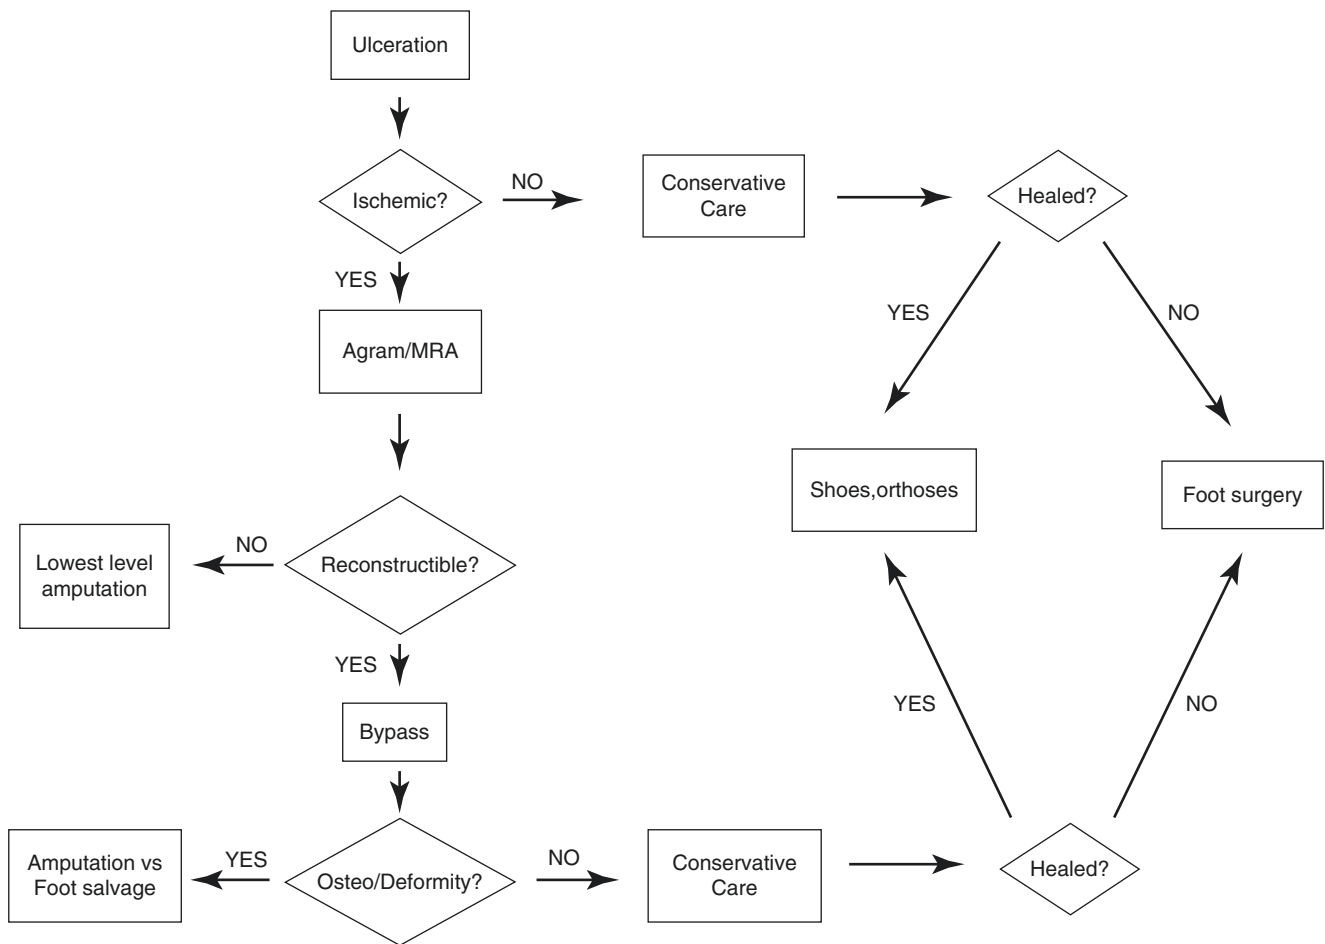 Ulceration
Ischemic?
NO
Conservative
Care
Healed?
YES
Agram/MRA
YES
NO
Shoes,orthoses
Foot surgery
Reconstructible?
NO
Lowest level
amputation
YES
Bypass
YES
NO
Osteo/Deformity?
YES
Amputation vs
Foot salvage
NO
Conservative
Care
Healed?